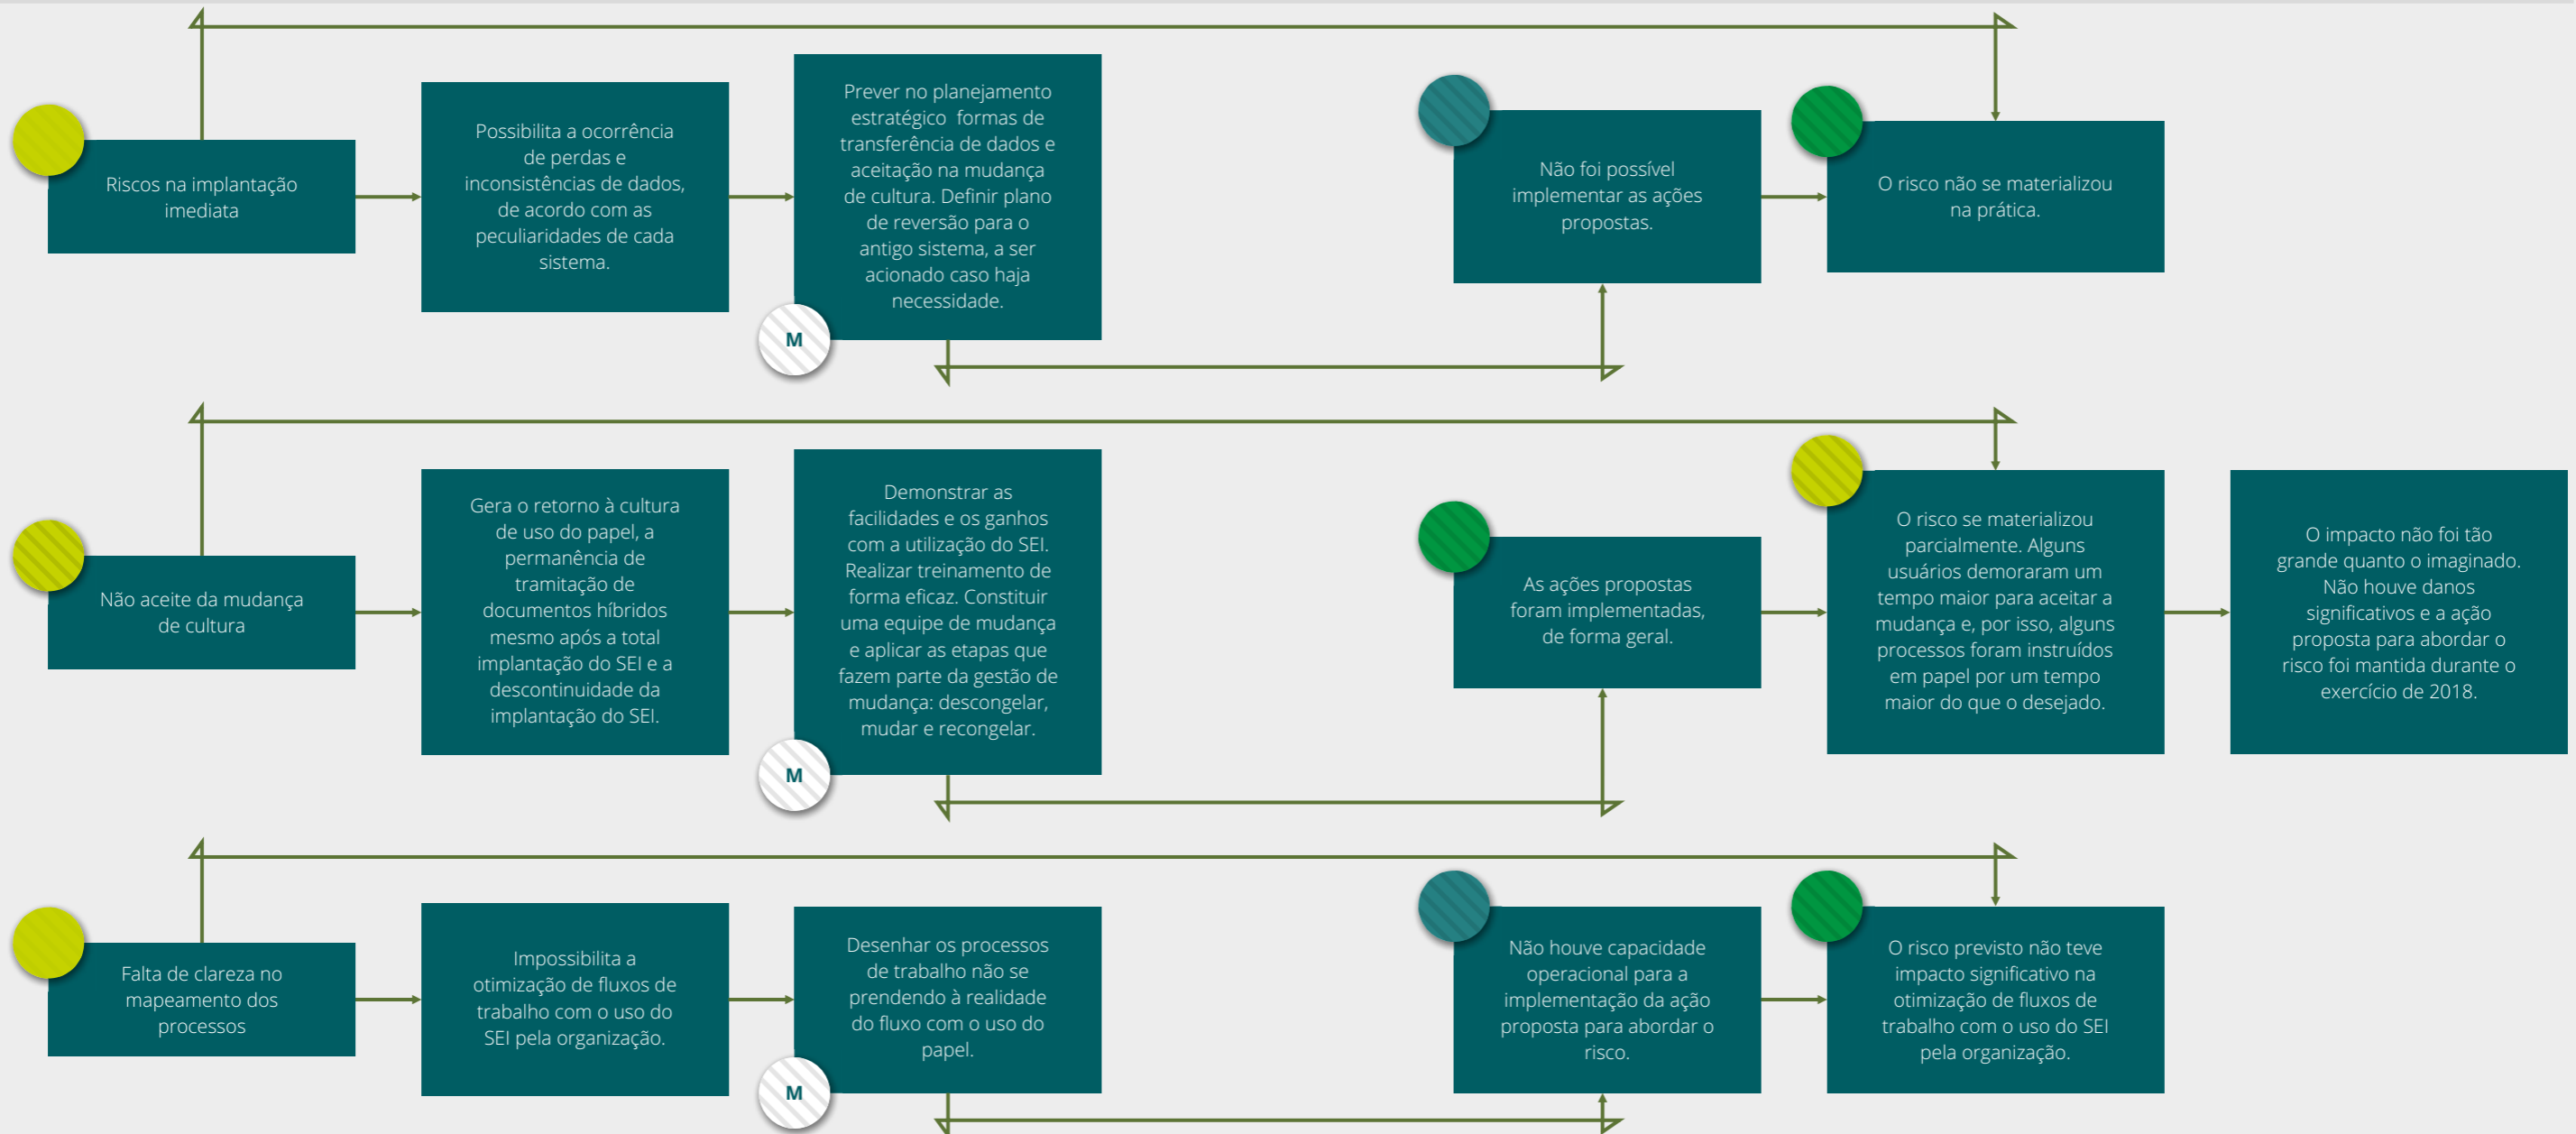 Riscos na implantação
imediata
Possibilita a ocorrência
de perdas e
inconsistências de dados,
de acordo com as
peculiaridades de cada
sistema.
Prever no planejamento
estratégico formas de
transferência de dados e
aceitação na mudança
de cultura. Definir plano
de reversão para o
antigo sistema, a ser
acionado caso haja
necessidade.
M
Não foi possível
implementar as ações
propostas.
O risco não se materializou
na prática.
Não aceite da mudança
de cultura
Gera o retorno à cultura
de uso do papel, a
permanência de
tramitação de
documentos híbridos
mesmo após a total
implantação do SEI e a
descontinuidade da
implantação do SEI.
Demonstrar as
facilidades e os ganhos
com a utilização do SEI.
Realizar treinamento de
forma eficaz. Constituir
uma equipe de mudança
e aplicar as etapas que
fazem parte da gestão de
mudança: descongelar,
mudar e recongelar.
M
As ações propostas
foram implementadas,
de forma geral.
O risco se materializou
parcialmente. Alguns
usuários demoraram um
tempo maior para aceitar a
mudança e, por isso, alguns
processos foram instruídos
em papel por um tempo
maior do que o desejado.
O impacto não foi tão
grande quanto o imaginado.
Não houve danos
significativos e a ação
proposta para abordar o
risco foi mantida durante o
exercício de 2018.
Falta de clareza no
mapeamento dos
processos
Impossibilita a
otimização de fluxos de
trabalho com o uso do
SEI pela organização.
Desenhar os processos
de trabalho não se
prendendo à realidade
do fluxo com o uso do
papel.
M
Não houve capacidade
operacional para a
implementação da ação
proposta para abordar o
risco.
O risco previsto não teve
impacto significativo na
otimização de fluxos de
trabalho com o uso do SEI
pela organização.